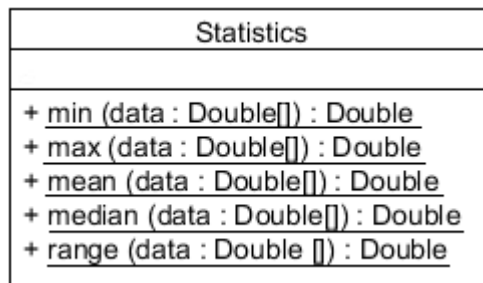 Statistics
+ min (data : Double[]) : Double
+ max (data : Double[]) : Double
+ mean (data : Double[]) : Double
+ median (data : Double[]) : Double
+ range (data : Double []) : Double